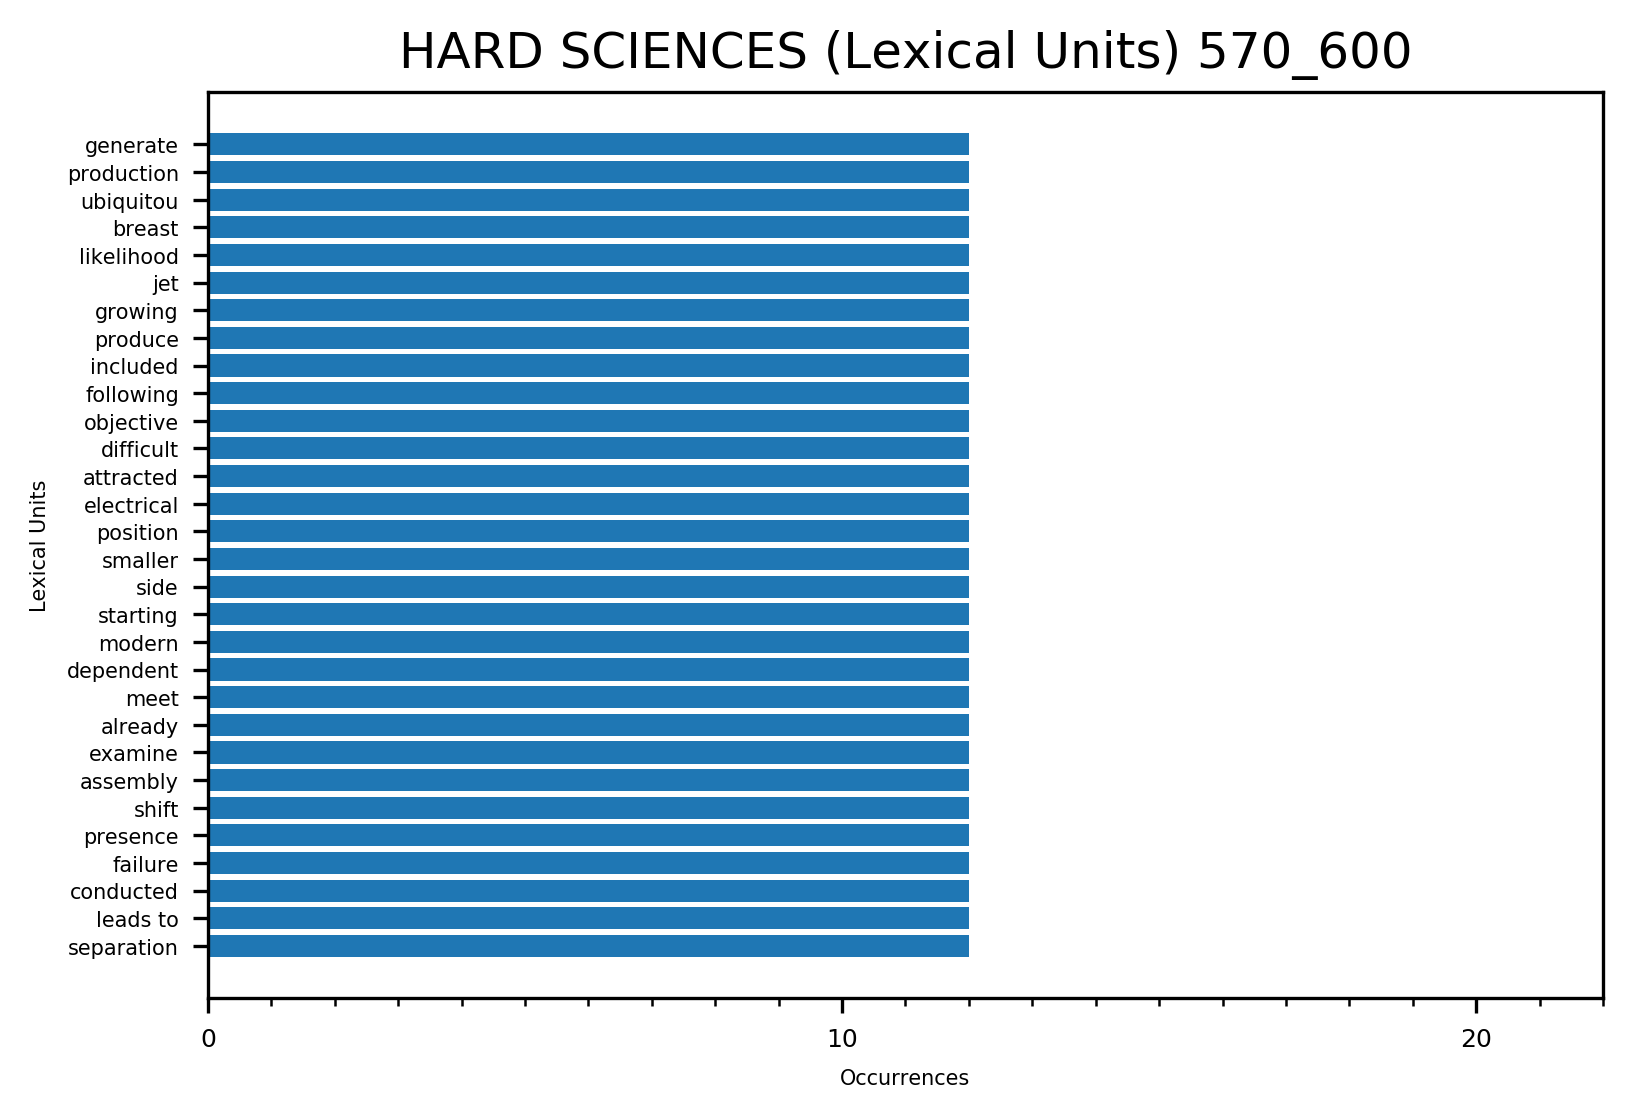 HARD SCIENCES (Lexical Units) 570_600
generate
production
ubiquitou
breast
likelihood
jet
growing
produce
included
following
objective
difficult
attracted
electrical
position
smaller
side
starting
modern
dependent
meet
already
examine
assembly
shift
presence
failure
conducted
leads to
separation
Lexical Units
0 10 20
Occurrences